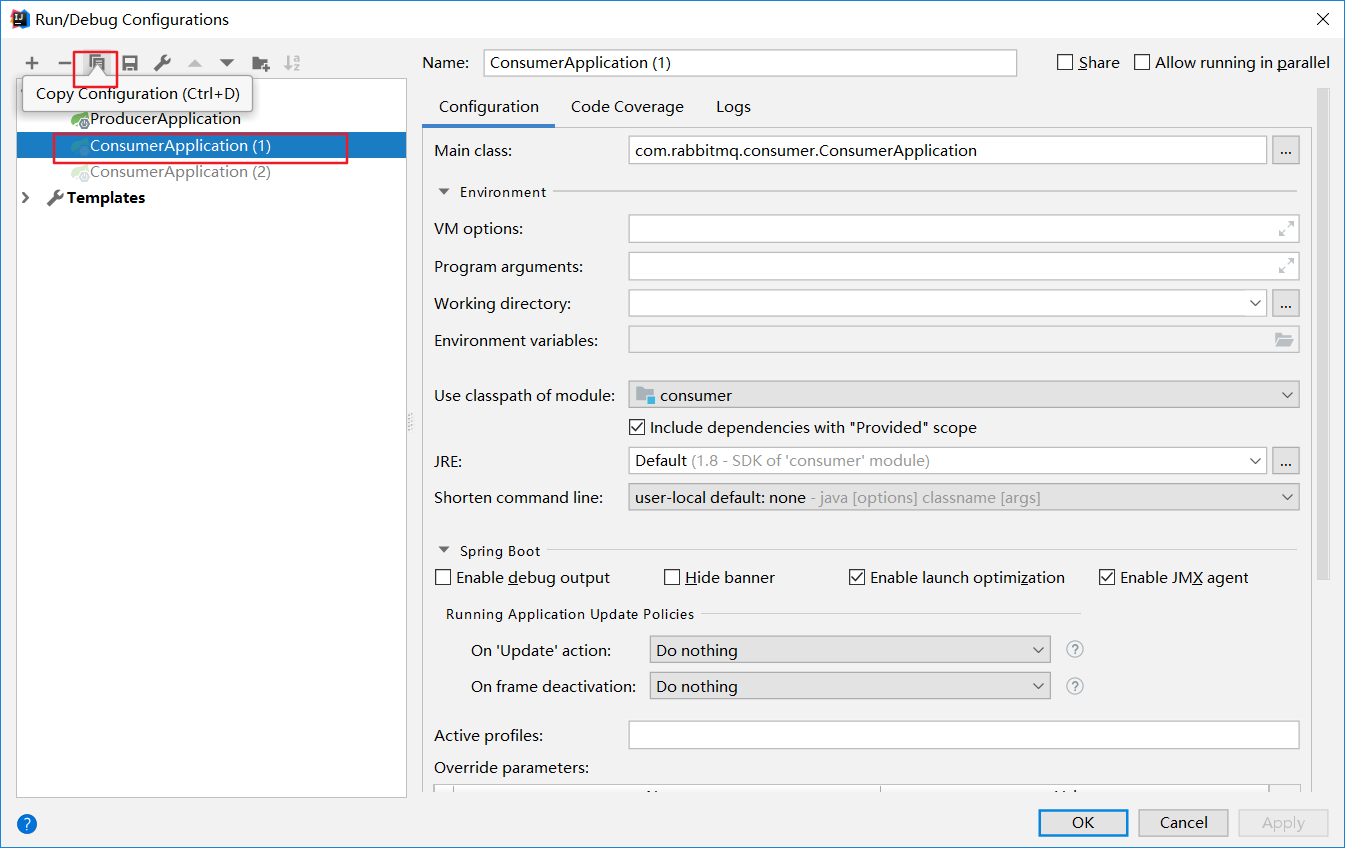 Run/Debug Configurations
Copy Configuration (Ctrl+D)
ProducerApplication
ConsumerApplication (1)
ConsumerApplication (2)
Templates
Name: ConsumerApplication (1) Share Allow running in parallel
Configuration Code Coverage Logs
Main class: com.rabbitmq.consumer.ConsumerApplication ...
Environment
VM options:
Program arguments:
Working directory: ...
Environment variables:
Use classpath of module: consumer
Include dependencies with "Provided" scope
JRE: Default (1.8 - SDK of 'consumer' module) ...
Shorten command line: user-local default: none - java [options] classname [args]
Spring Boot
Enable debug output Hide banner Enable launch optimization Enable JMX agent
Running Application Update Policies
On 'Update' action: Do nothing ?
On frame deactivation: Do nothing ?
Active profiles:
Override parameters:
? OK Cancel Apply